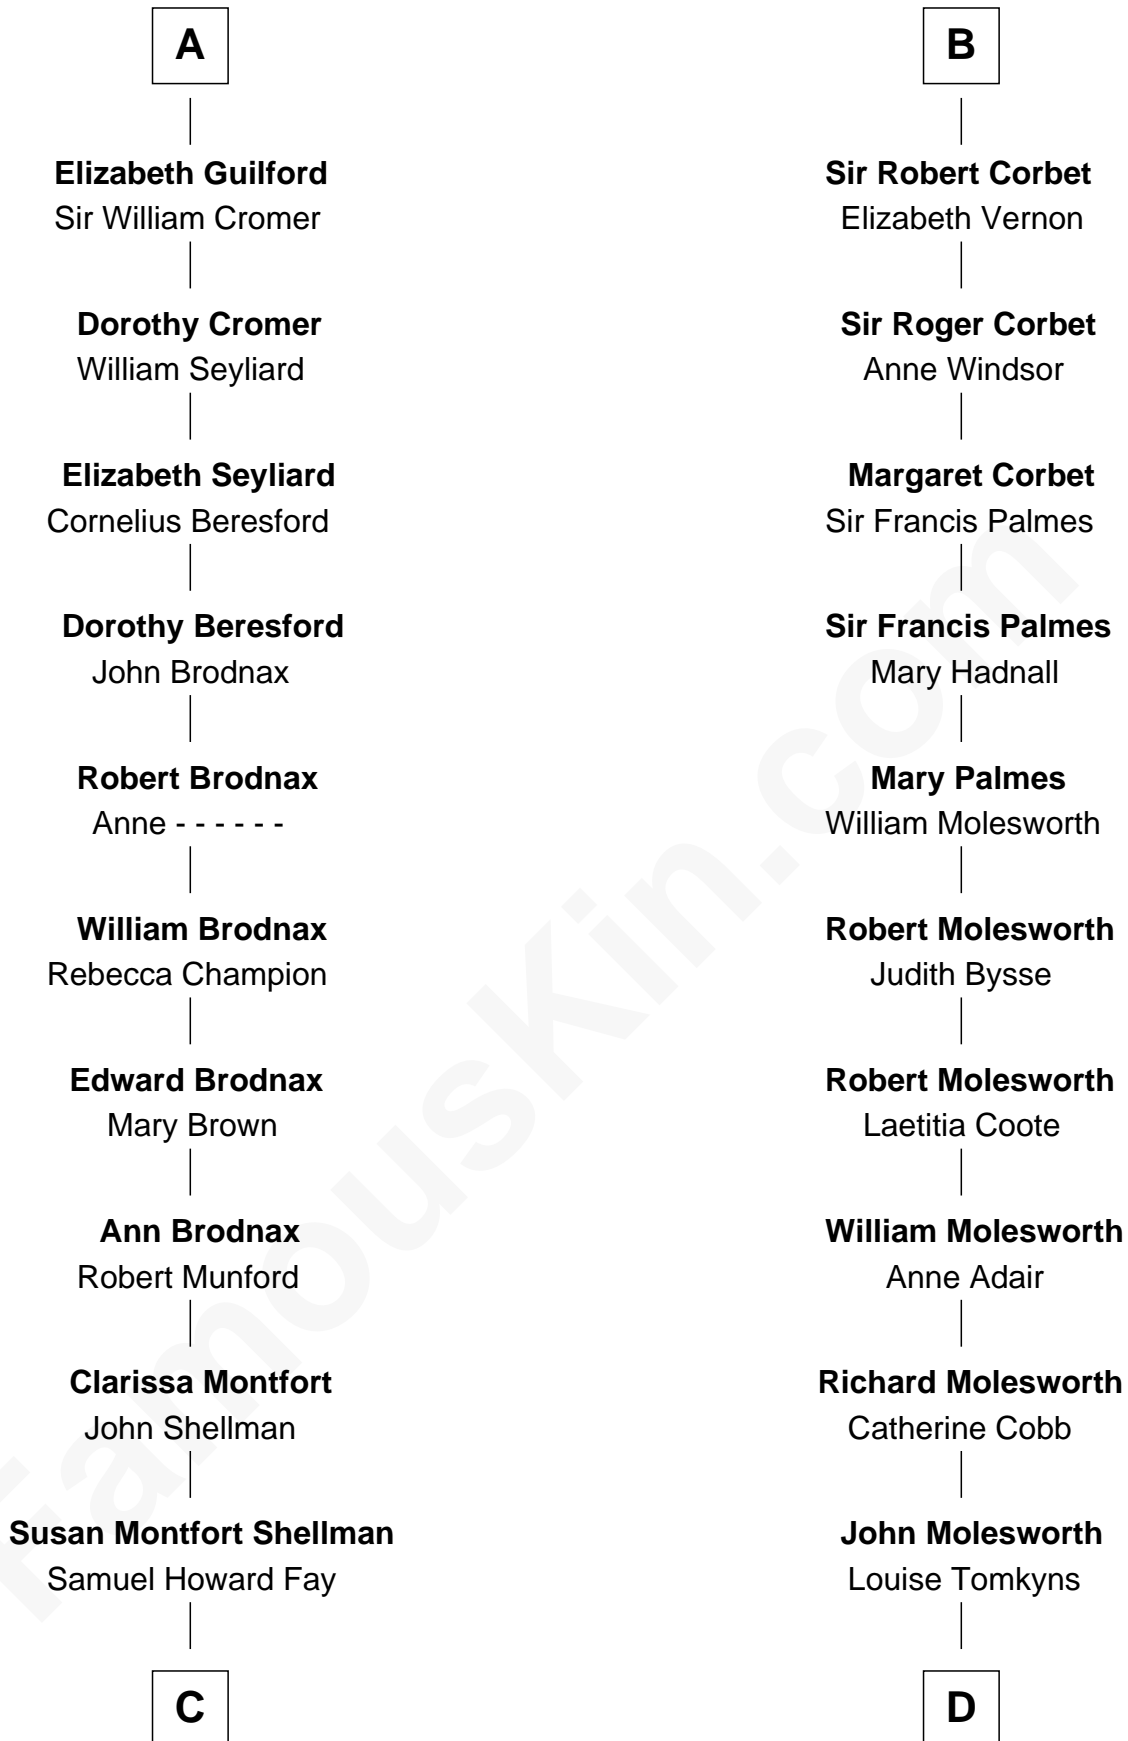 A
Elizabeth Guilford
Sir William Cromer
Dorothy Cromer
William Seyliard
Elizabeth Seyliard
Cornelius Beresford
Dorothy Beresford
John Brodnax
Robert Brodnax
Anne - - - - - -
William Brodnax
Rebecca Champion
Edward Brodnax
Mary Brown
Ann Brodnax
Robert Munford
Clarissa Montfort
John Shellman
Susan Montfort Shellman
Samuel Howard Fay
C
B
Sir Robert Corbet
Elizabeth Vernon
Sir Roger Corbet
Anne Windsor
Margaret Corbet
Sir Francis Palmes
Sir Francis Palmes
Mary Hadnall
Mary Palmes
William Molesworth
Robert Molesworth
Judith Bysse
Robert Molesworth
Laetitia Coote
William Molesworth
Anne Adair
Richard Molesworth
Catherine Cobb
John Molesworth
Louise Tomkyns
D
FamousKin.com